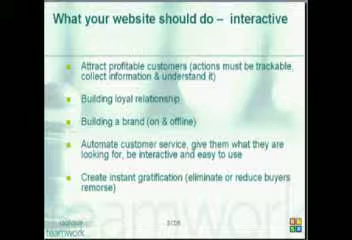 What your website should do – interactive
Attract profitable customers (actions must be trackable,
collect information & understand it)
Building loyal relationship
Building a brand (on & offline)
Automate customer service, give them what they are
looking for, be interactive and easy to use
Create instant gratification (eliminate or reduce buyers
remorse)
teamwork
teamwork